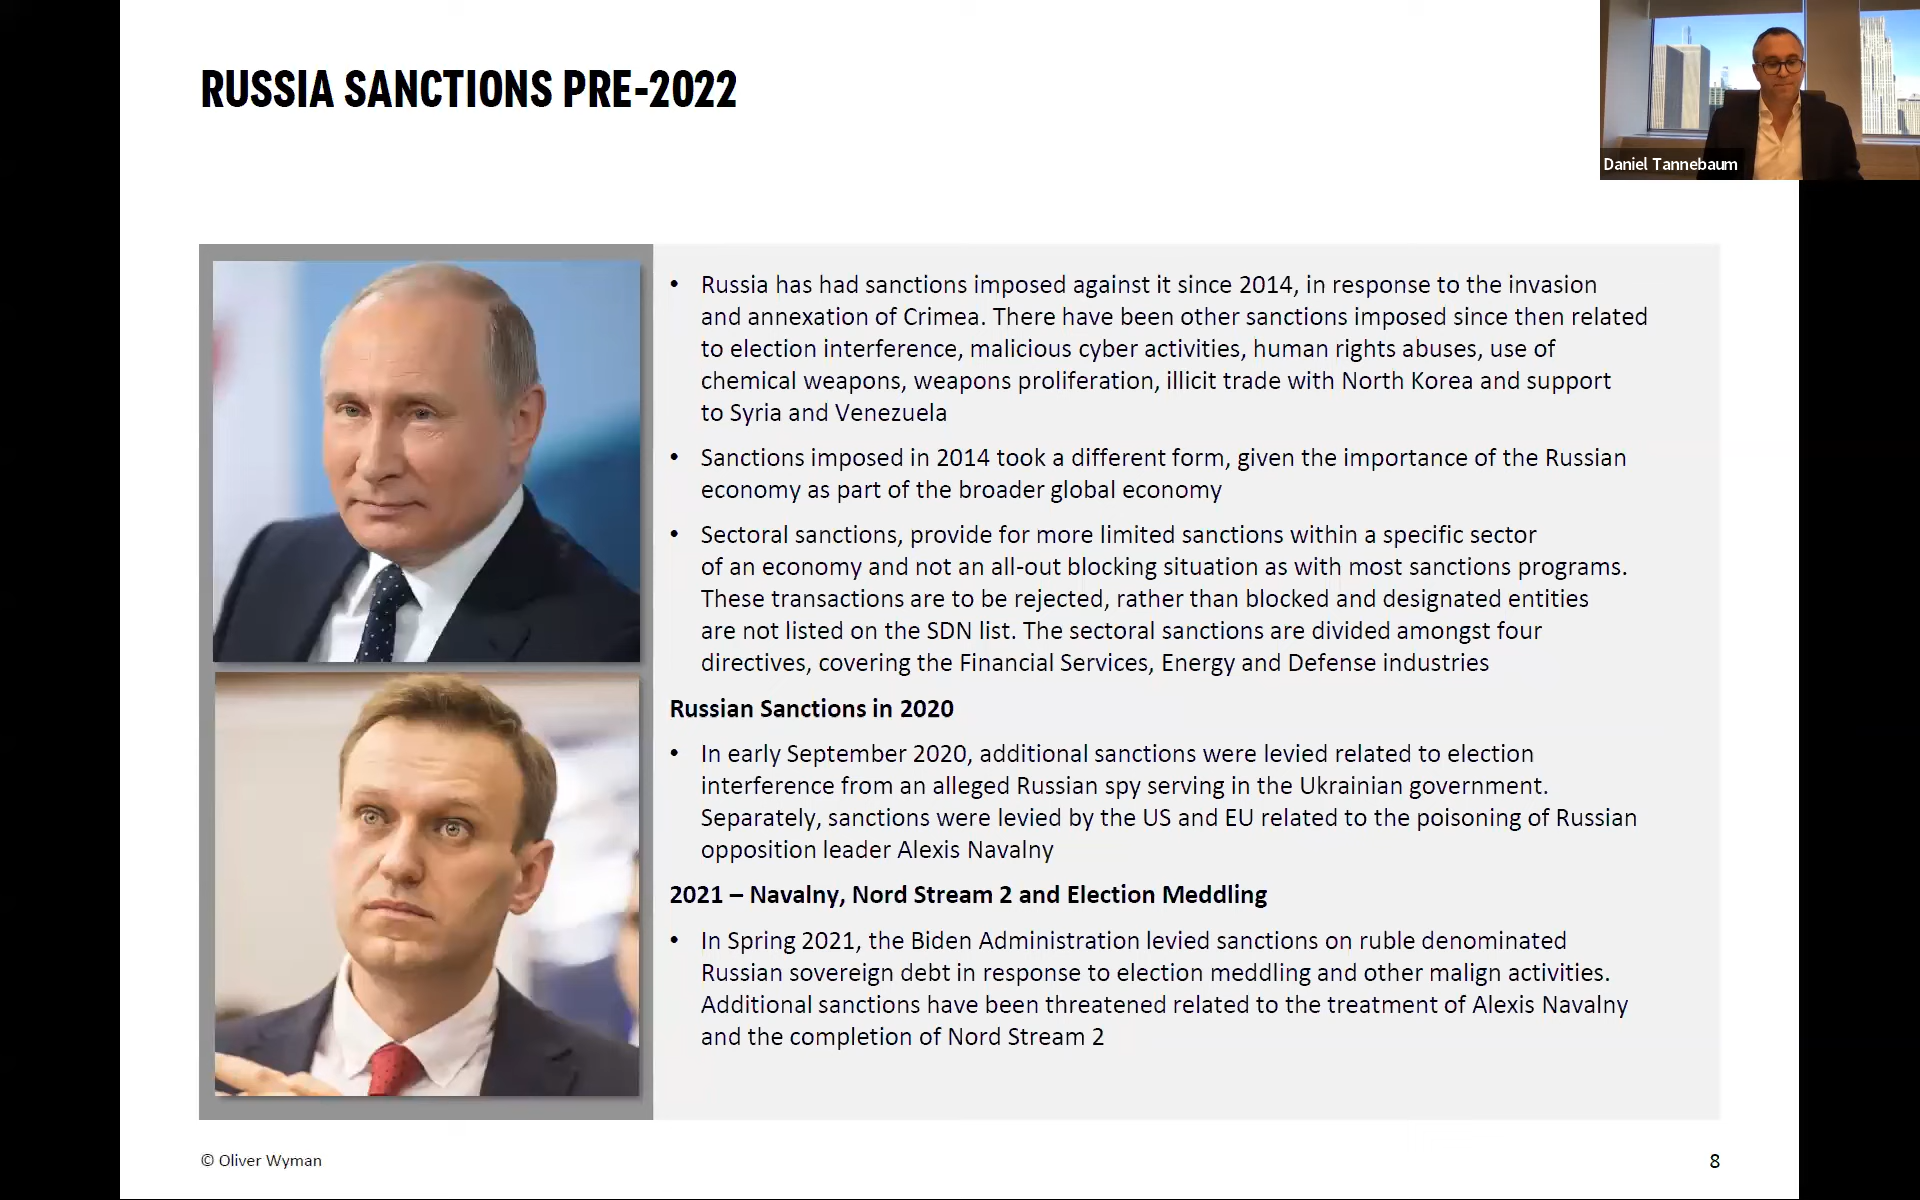 RUSSIA SANCTIONS PRE-2022
Daniel Tannebaum
• Russia has had sanctions imposed against it since 2014, in response to the invasion
and annexation of Crimea. There have been other sanctions imposed since then related
to election interference, malicious cyber activities, human rights abuses, use of
chemical weapons, weapons proliferation, illicit trade with North Korea and support
to Syria and Venezuela
• Sanctions imposed in 2014 took a different form, given the importance of the Russian
economy as part of the broader global economy
• Sectoral sanctions, provide for more limited sanctions within a specific sector
of an economy and not an all-out blocking situation as with most sanctions programs.
These transactions are to be rejected, rather than blocked and designated entities
are not listed on the SDN list. The sectoral sanctions are divided amongst four
directives, covering the Financial Services, Energy and Defense industries
Russian Sanctions in 2020
• In early September 2020, additional sanctions were levied related to election
interference from an alleged Russian spy serving in the Ukrainian government.
Separately, sanctions were levied by the US and EU related to the poisoning of Russian
opposition leader Alexis Navalny
2021 – Navalny, Nord Stream 2 and Election Meddling
• In Spring 2021, the Biden Administration levied sanctions on ruble denominated
Russian sovereign debt in response to election meddling and other malign activities.
Additional sanctions have been threatened related to the treatment of Alexis Navalny
and the completion of Nord Stream 2
© Oliver Wyman
8